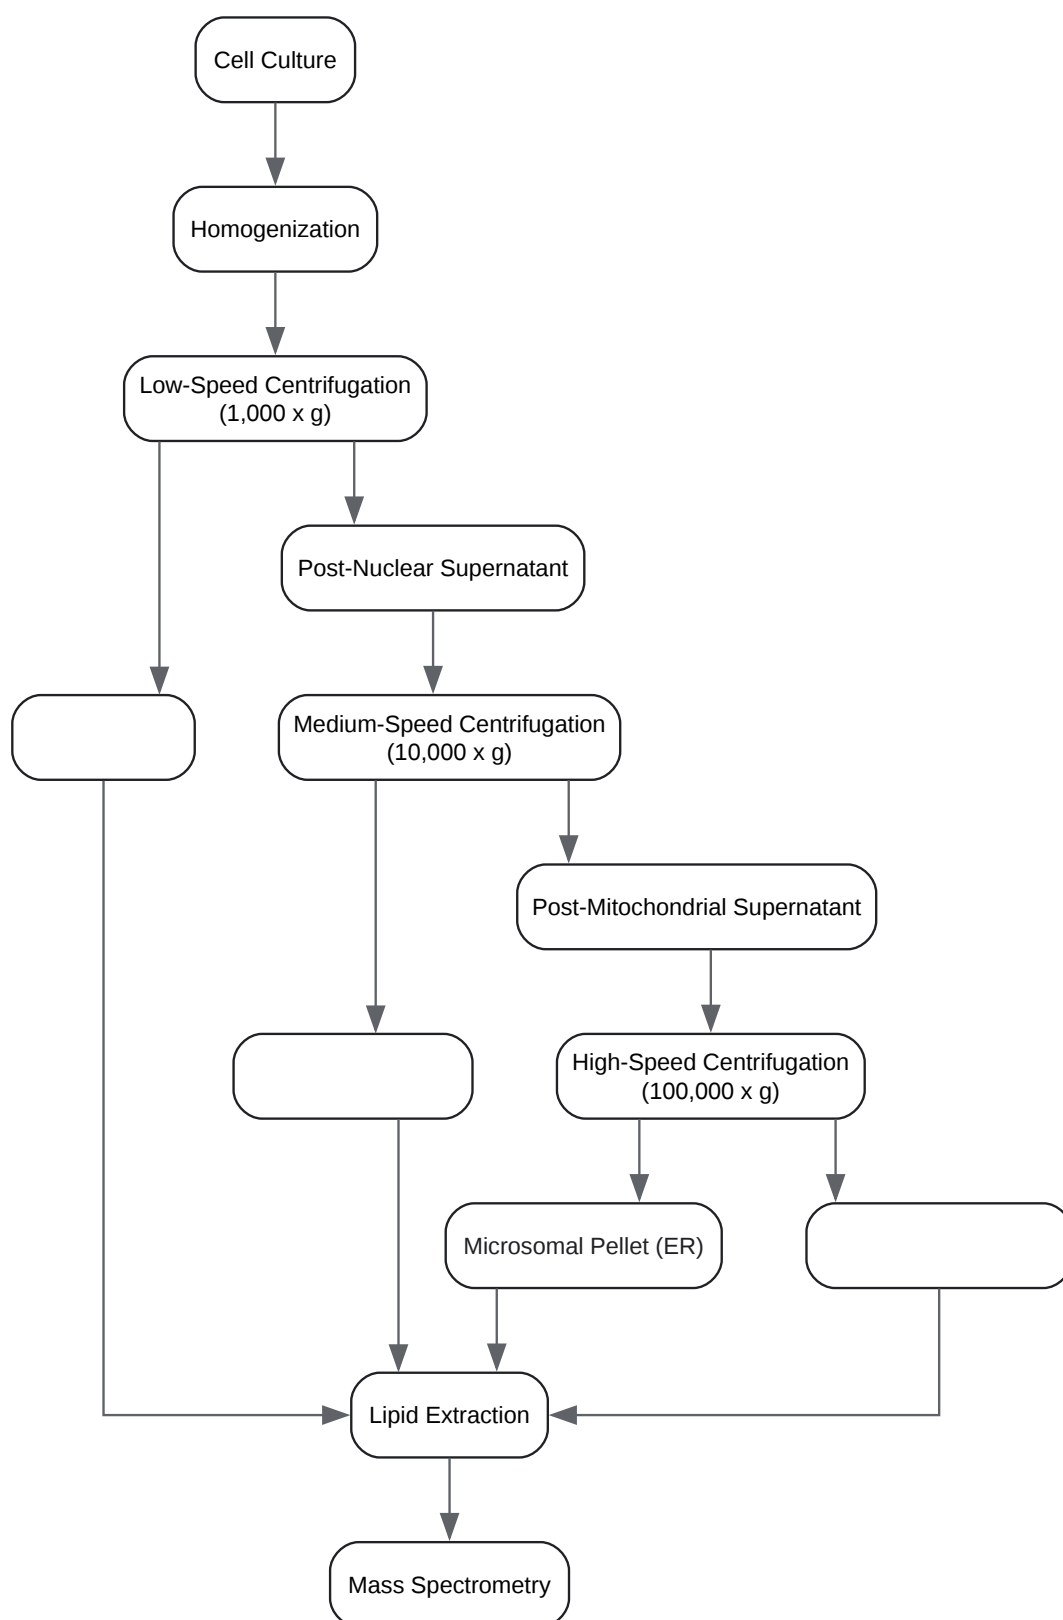 Cell Culture
Homogenization
Low-Speed Centrifugation
(1,000 x g)
Post-Nuclear Supernatant
Medium-Speed Centrifugation
(10,000 x g)
Post-Mitochondrial Supernatant
High-Speed Centrifugation
(100,000 x g)
Microsomal Pellet (ER)
Lipid Extraction
Mass Spectrometry